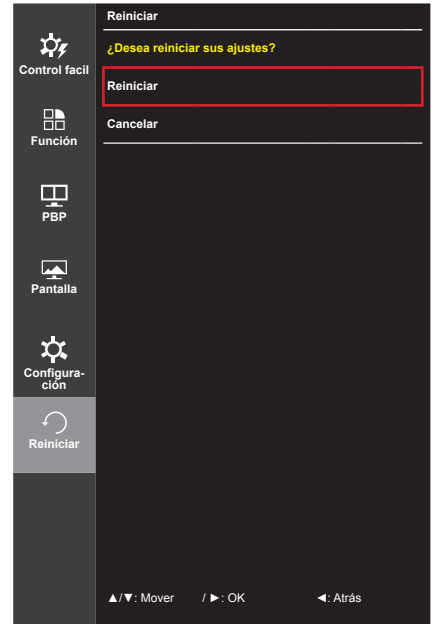 Control facil
Función
PBP
Pantalla
Configura-
ción
Reiniciar
Reiniciar
¿Desea reiniciar sus ajustes?
Reiniciar
Cancelar
▲/▼: Mover / ►: OK ◄: Atrás